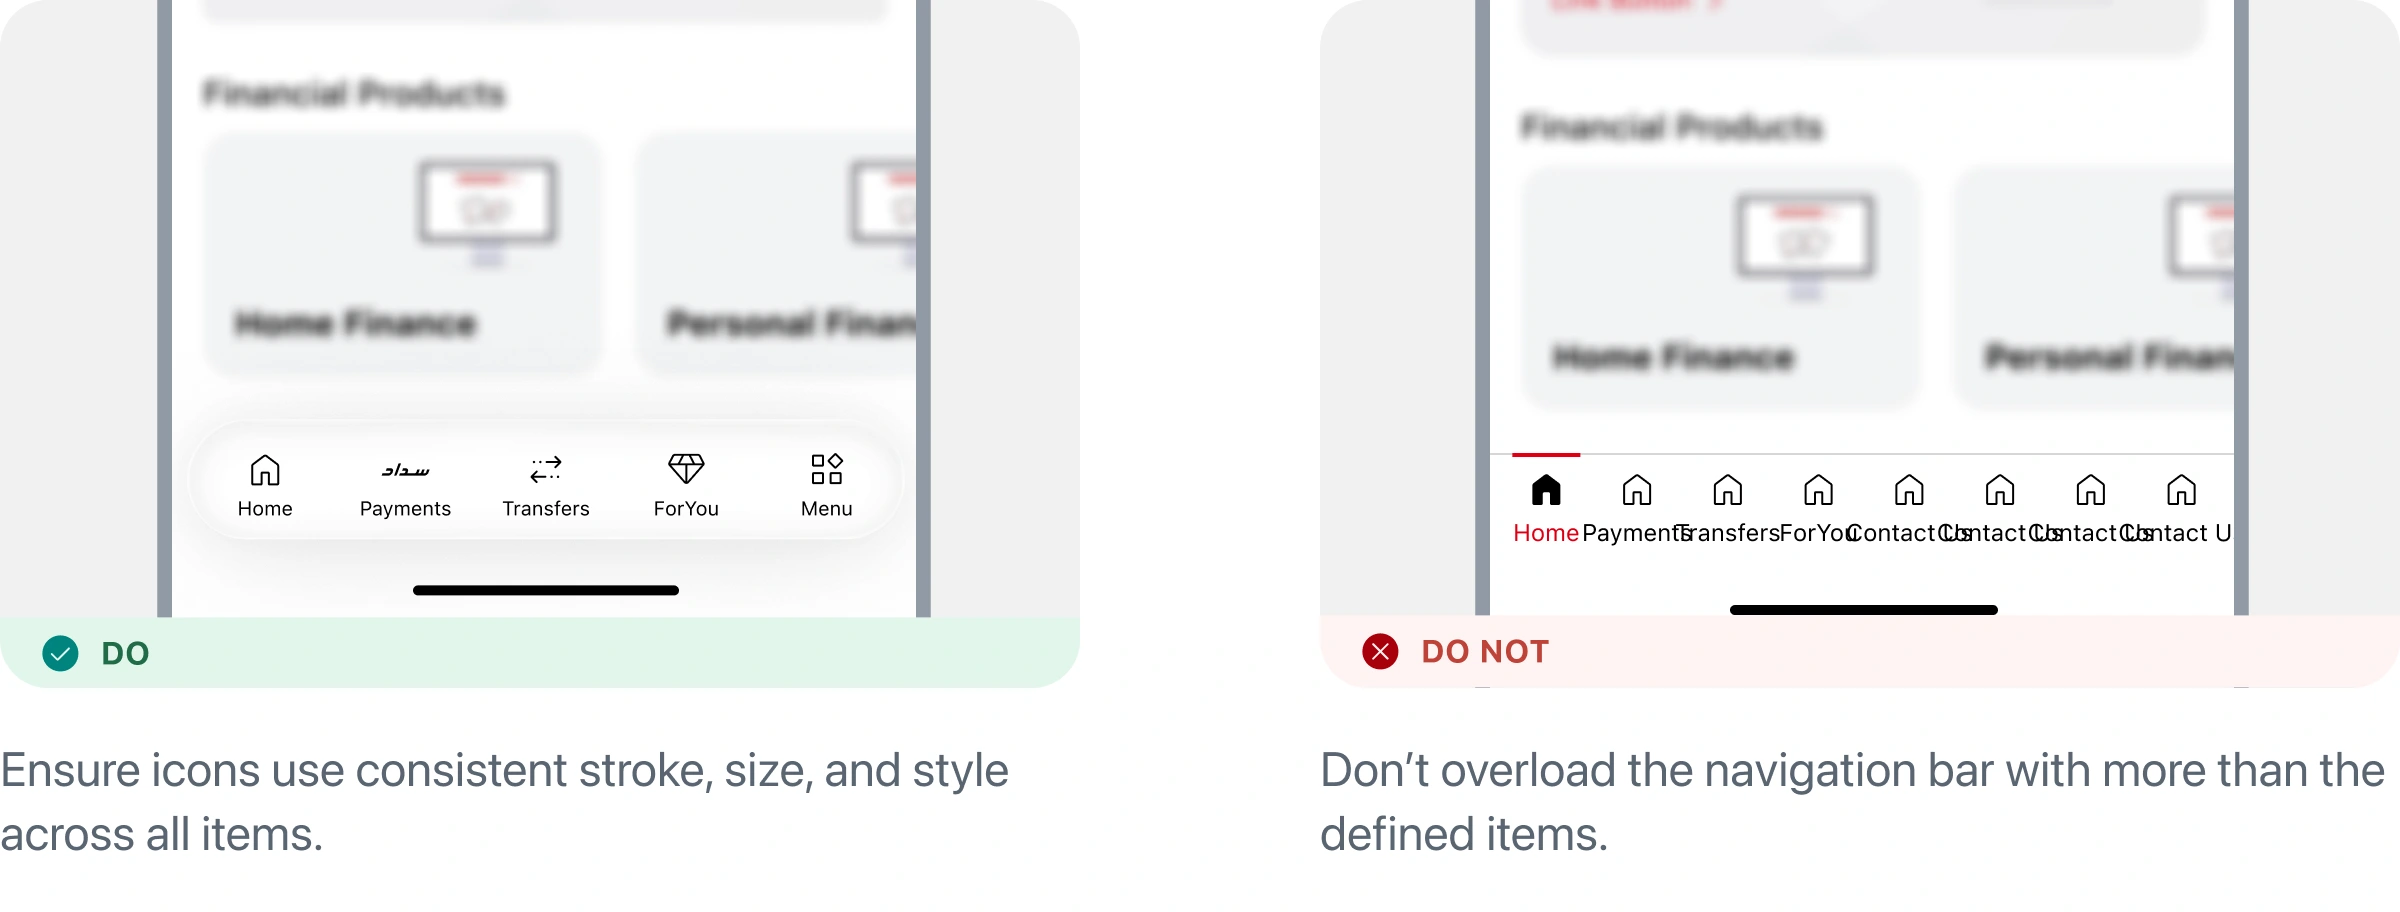 Financial Products
Home Finance
Personal Finan
سداد
Home
Payments
Transfers
ForYou
Menu
DO
Ensure icons use consistent stroke, size, and style
across all items.
Link Button
Financial Products
Home Finance
Personal Finan
Home
Payments
Transfers
ForYou
Contact Us
Contact Us
Contact Us
Contact U
DO NOT
Don’t overload the navigation bar with more than the
defined items.